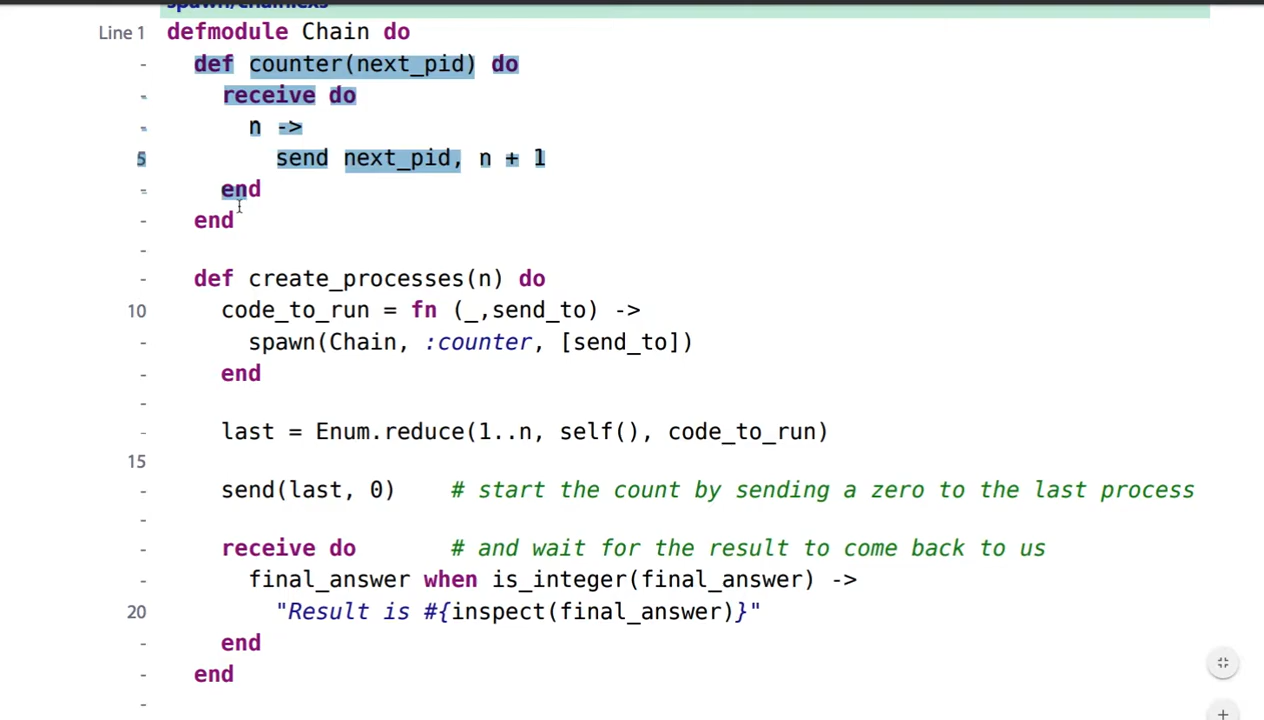 spawn/chain.exs
Line 1 defmodule Chain do
- def counter(next_pid) do
- receive do
- n ->
5 send next_pid, n + 1
- end
- end
-
- def create_processes(n) do
10 code_to_run = fn (_,send_to) ->
- spawn(Chain, :counter, [send_to])
- end
-
- last = Enum.reduce(1..n, self(), code_to_run)
15
- send(last, 0) # start the count by sending a zero to the last process
-
- receive do # and wait for the result to come back to us
- final_answer when is_integer(final_answer) ->
20 "Result is #{inspect(final_answer)}"
- end
- end
-